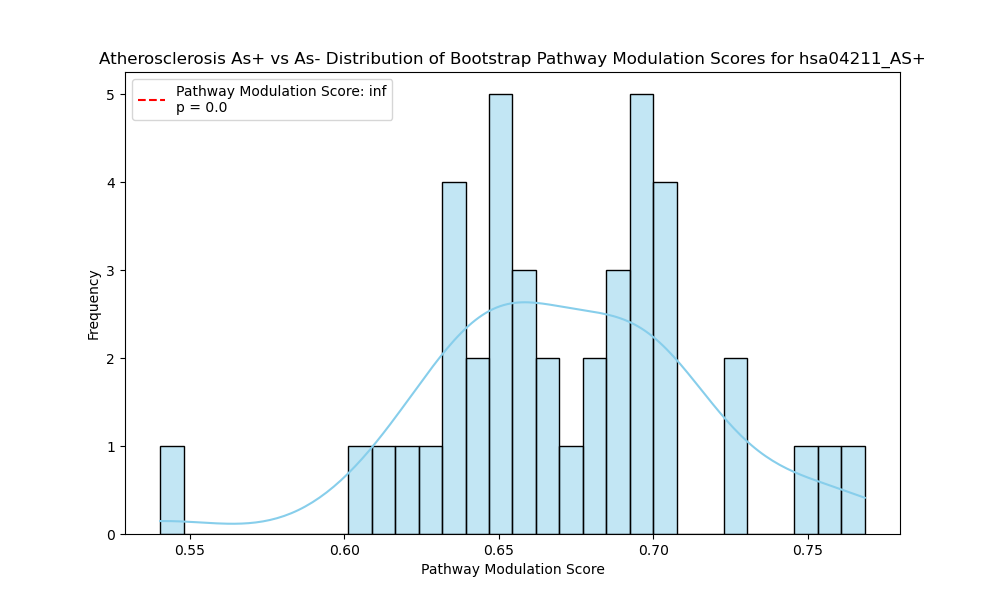 Atherosclerosis As+ vs As- Distribution of Bootstrap Pathway Modulation Scores for hsa04211_AS+
Pathway Modulation Score: inf
p = 0.0
Frequency
5
4
3
2
1
0
0.55 0.60 0.65 0.70 0.75
Pathway Modulation Score